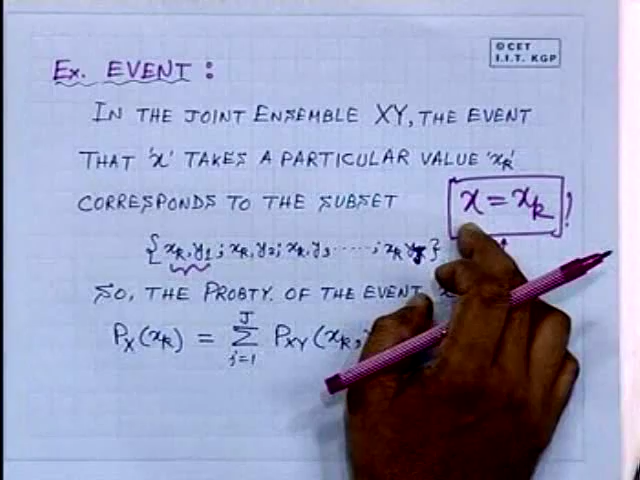 © CET
I.I.T. KGP
Ex. EVENT :
IN THE JOINT ENSEMBLE XY, THE EVENT
THAT 'x' TAKES A PARTICULAR VALUE 'xk'
CORRESPONDS TO THE SUBSET
x = xk
{xk, y1; xk, y2; xk, y3 .....; xk yJ}
SO, THE PROBTY. OF THE EVENT
PX(xk) = J∑j=1 PXY(xk,